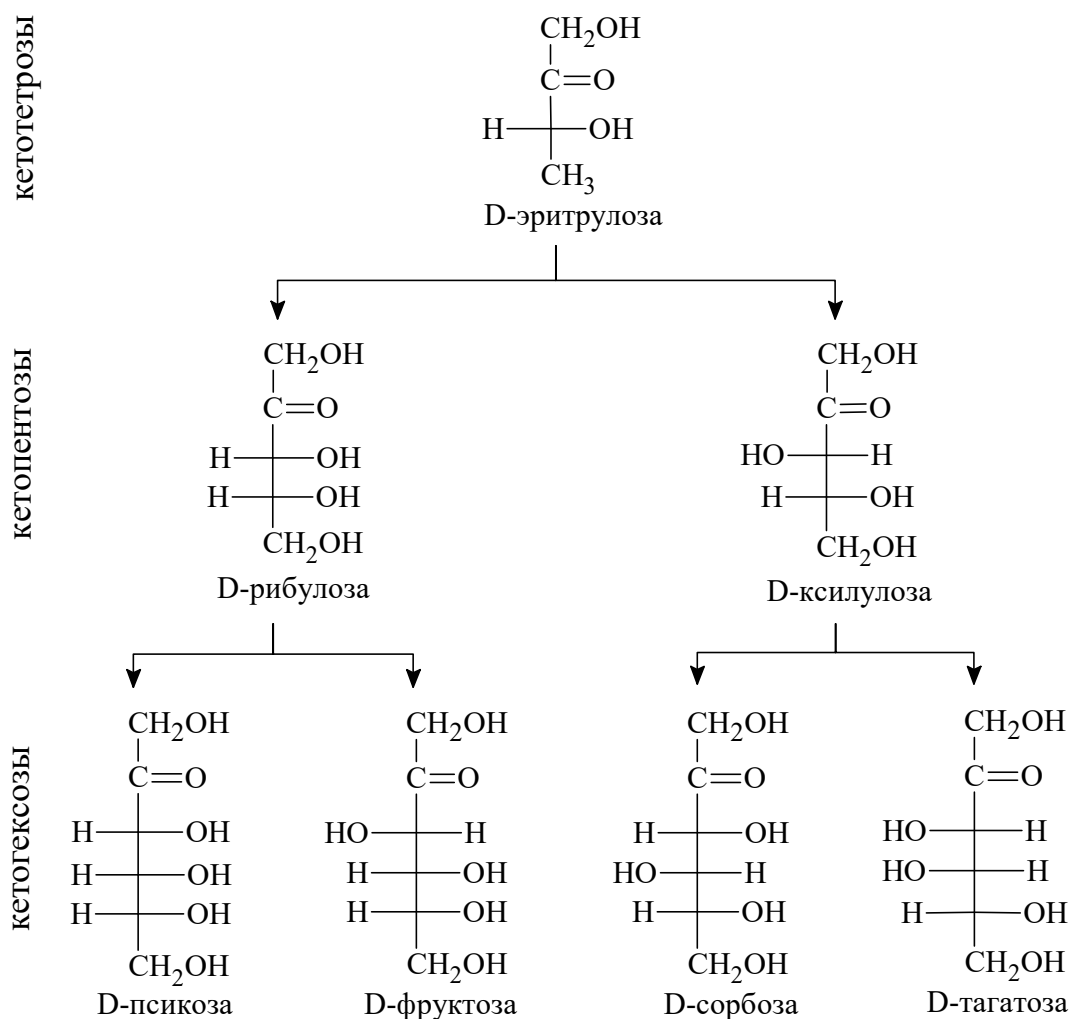 кетотетрозы
CH₂OH
C=O
H OH
CH₃
D-эритрулоза
кетопентозы
CH₂OH CH₂OH
C=O C=O
H OH HO H
H OH H OH
CH₂OH CH₂OH
D-рибулоза D-ксилулоза
кетогексозы
CH₂OH CH₂OH CH₂OH CH₂OH
C=O C=O C=O C=O
H OH HO H H OH HO H
H OH H OH HO H HO H
H OH H OH H OH H OH
CH₂OH CH₂OH CH₂OH CH₂OH
D-псикоза D-фруктоза D-сорбоза D-тагатоза